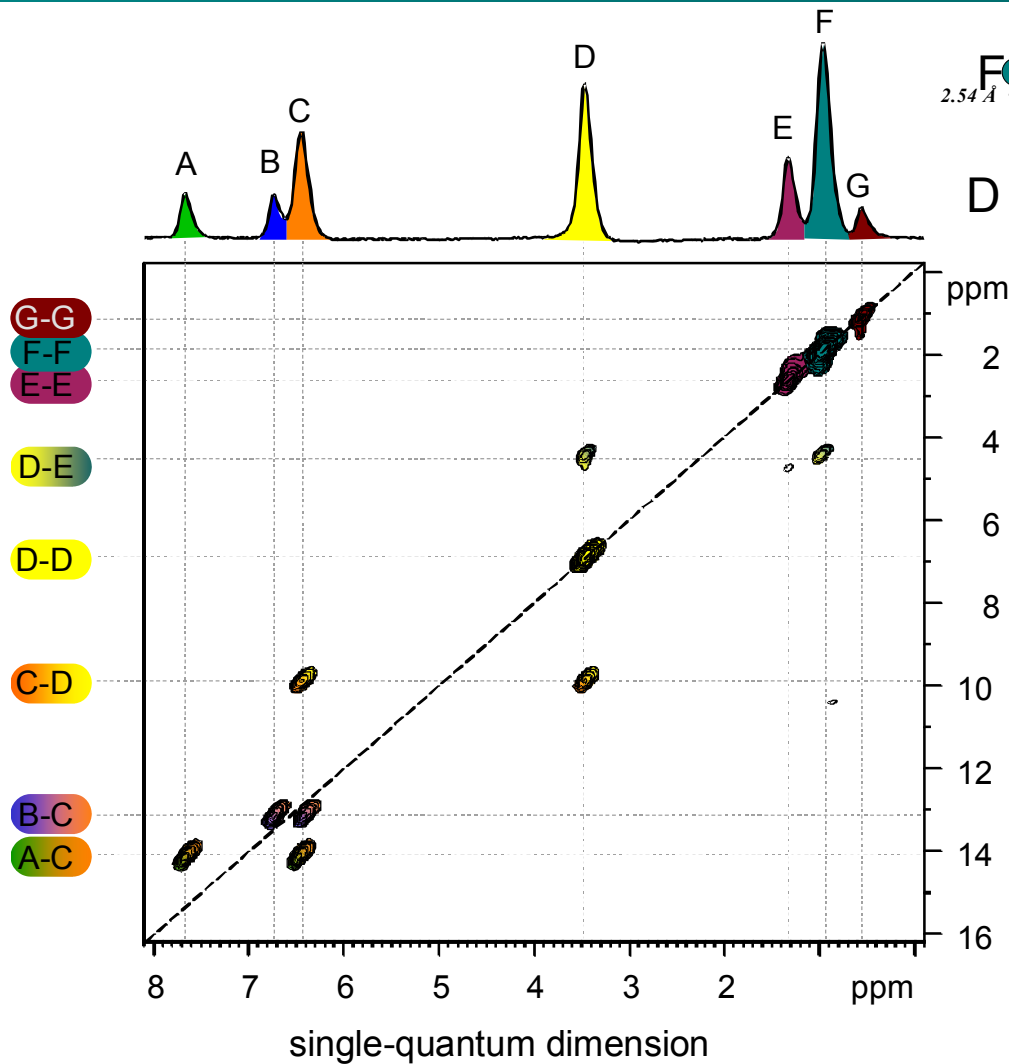 F
D
F
2.54 Å
C
E
A
B
G
D
ppm
G-G
F-F
2
E-E
4
D-E
6
D-D
8
C-D
10
12
B-C
A-C
14
16
8 7 6 5 4 3 2 ppm
single-quantum dimension